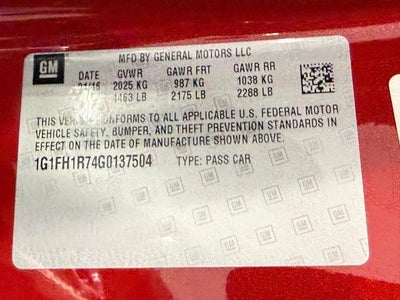 GM
MFD BY GENERAL MOTORS LLC
DATE GVWR GAWR FRT GAWR RR
01/16 2025 KG 987 KG 1038 KG
4463 LB 2175 LB 2288 LB
THIS VEHICLE CONFORMS TO ALL APPLICABLE U.S. FEDERAL MOTOR
VEHICLE SAFETY, BUMPER, AND THEFT PREVENTION STANDARDS IN
EFFECT ON THE DATE OF MANUFACTURE SHOWN ABOVE.
1G1FH1R74G0137504 TYPE: PASS CAR